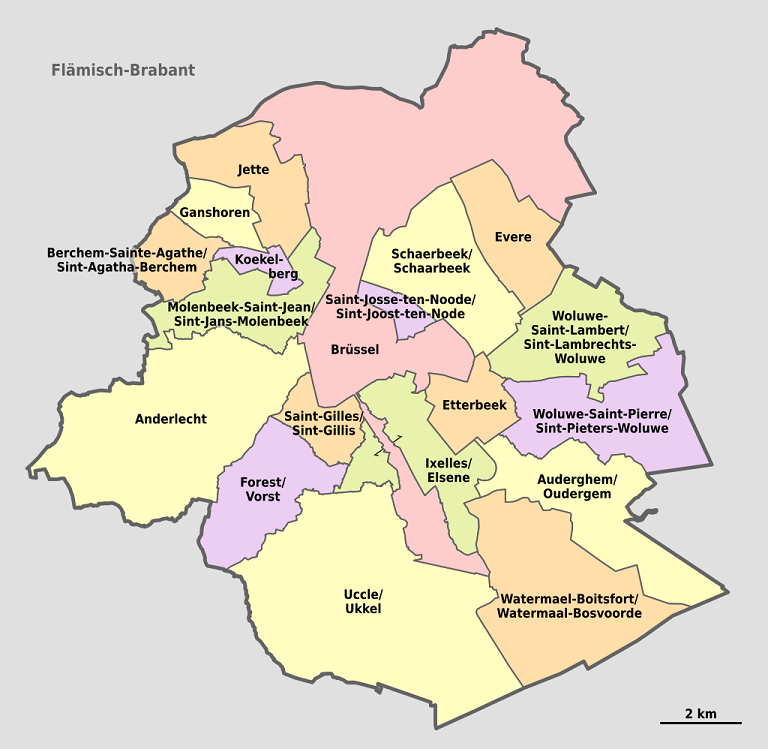 Flämisch-Brabant
Jette
Ganshoren
Evere
Berchem-Sainte-Agathe/
Sint-Agatha-Berchem
Koekel-
berg
Schaerbeek/
Schaarbeek
Molenbeek-Saint-Jean/
Sint-Jans-Molenbeek
Saint-Josse-ten-Noode/
Sint-Joost-ten-Node
Woluwe-
Saint-Lambert/
Sint-Lambrechts-
Woluwe
Brüssel
Anderlecht
Saint-Gilles/
Sint-Gillis
Etterbeek
Woluwe-Saint-Pierre/
Sint-Pieters-Woluwe
Ixelles/
Elsene
Forest/
Vorst
Auderghem/
Oudergem
Uccle/
Ukkel
Watermael-Boitsfort/
Watermaal-Bosvoorde
2 km